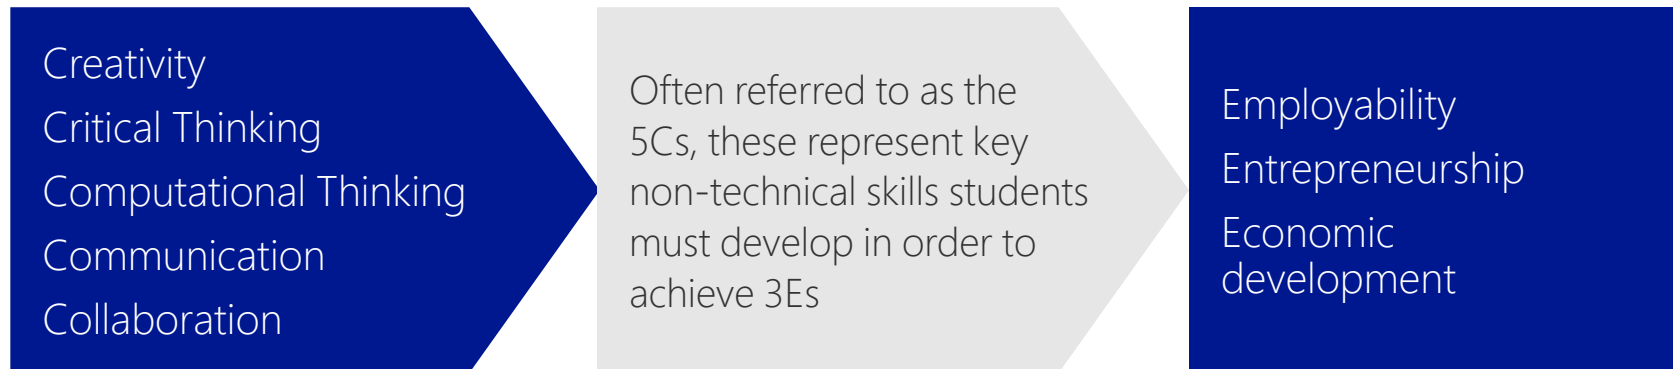 Creativity
Critical Thinking
Computational Thinking
Communication
Collaboration
Often referred to as the
5Cs, these represent key
non-technical skills students
must develop in order to
achieve 3Es
Employability
Entrepreneurship
Economic
development